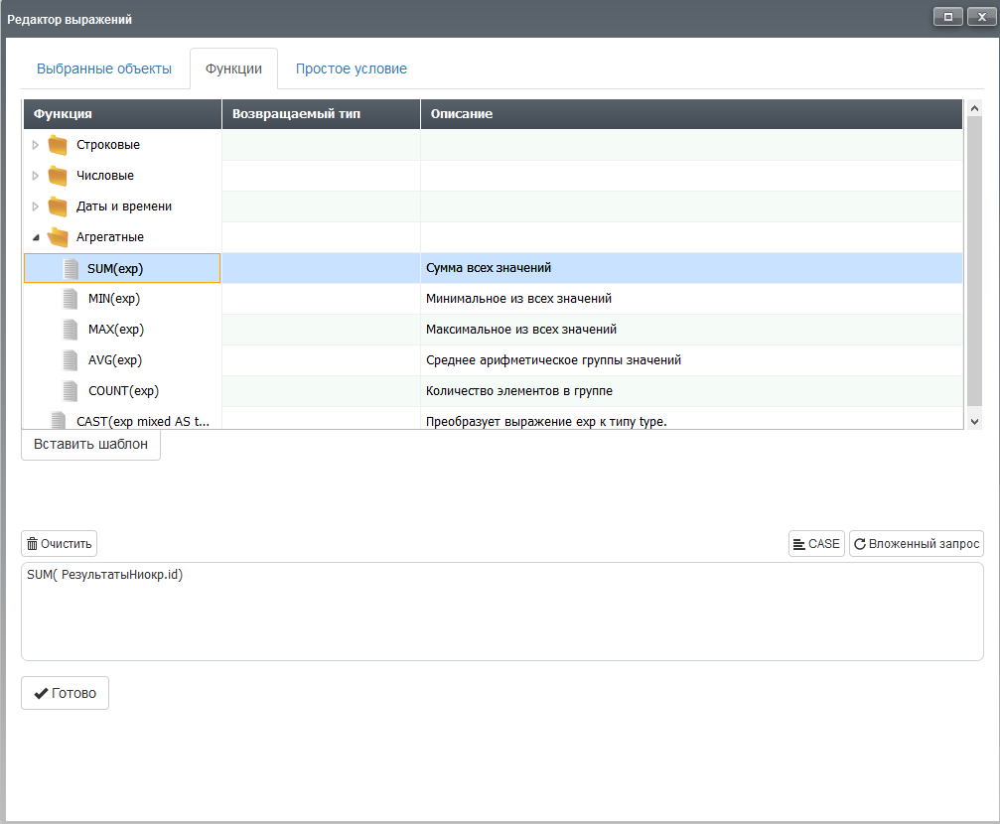 Редактор выражений
Выбранные объекты Функции Простое условие
Функция Возвращаемый тип Описание
Строковые
Числовые
Даты и времени
Агрегатные
SUM(exp) Сумма всех значений
MIN(exp) Минимальное из всех значений
MAX(exp) Максимальное из всех значений
AVG(exp) Среднее арифметическое группы значений
COUNT(exp) Количество элементов в группе
CAST(exp mixed AS t... Преобразует выражение exp к типу type.
Вставить шаблон
Очистить CASE Вложенный запрос
SUM( РезультатыНиокр.id)
Готово